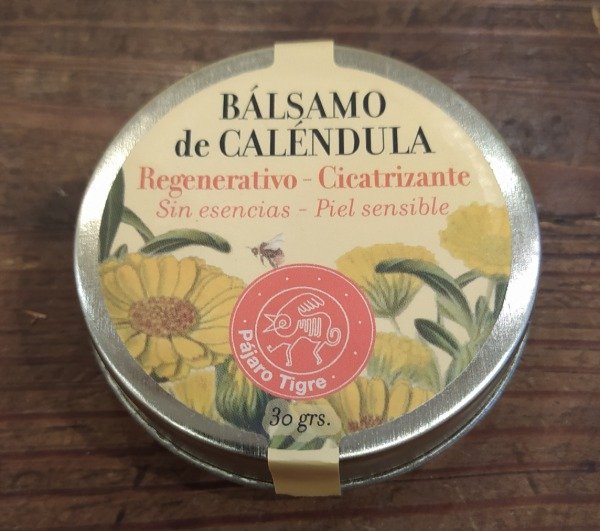 BÁLSAMO
de CALÉNDULA
Regenerativo - Cicatrizante
Sin esencias - Piel sensible
Pájaro Tigre
30 grs.